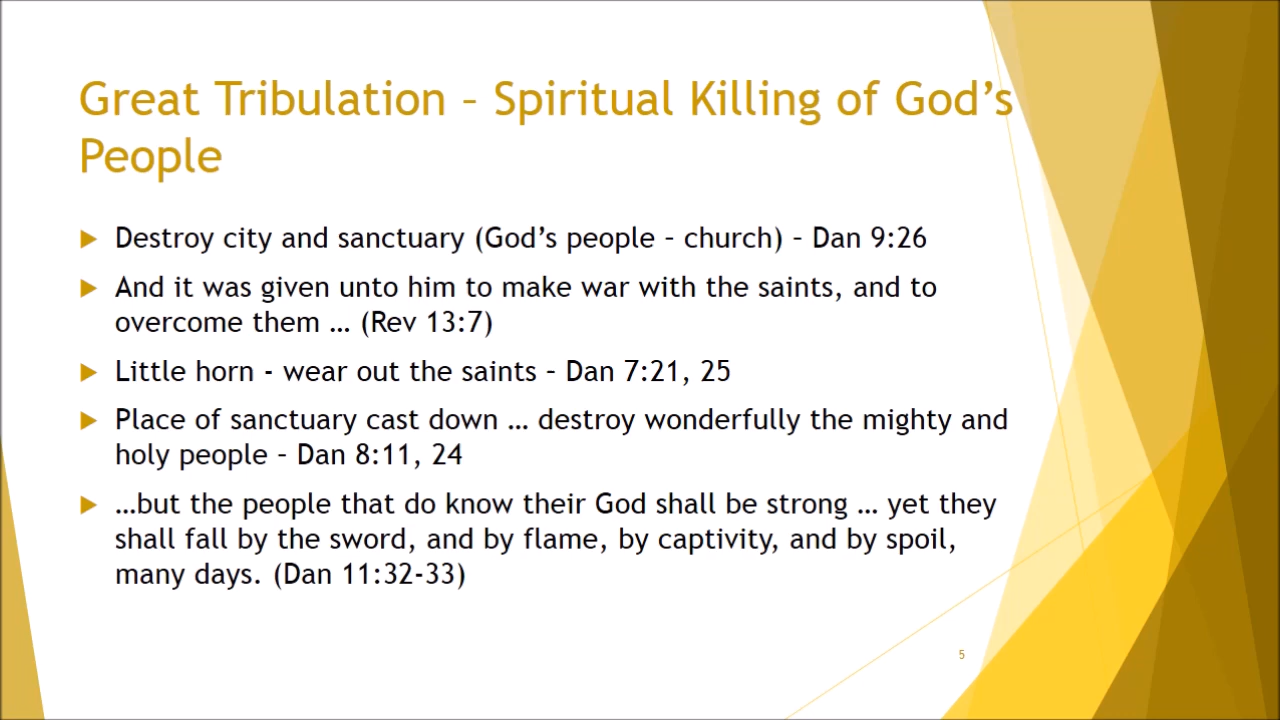 Great Tribulation – Spiritual Killing of God's
People
Destroy city and sanctuary (God's people – church) – Dan 9:26
And it was given unto him to make war with the saints, and to
overcome them … (Rev 13:7)
Little horn - wear out the saints – Dan 7:21, 25
Place of sanctuary cast down … destroy wonderfully the mighty and
holy people – Dan 8:11, 24
…but the people that do know their God shall be strong … yet they
shall fall by the sword, and by flame, by captivity, and by spoil,
many days. (Dan 11:32-33)
5